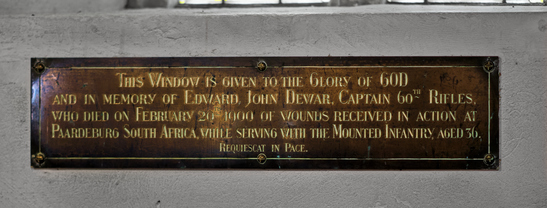 THIS WINDOW IS GIVEN TO THE GLORY OF GOD
AND IN MEMORY OF EDWARD JOHN DEWAR, CAPTAIN 60TH RIFLES,
WHO DIED ON FEBRUARY 1900 OF WOUNDS RECEIVED IN ACTION AT
PAARDEBURG SOUTH AFRICA, WHILE SERVING WITH THE MOUNTED INFANTRY, AGED 36.
REQUIESCAT IN PACE.